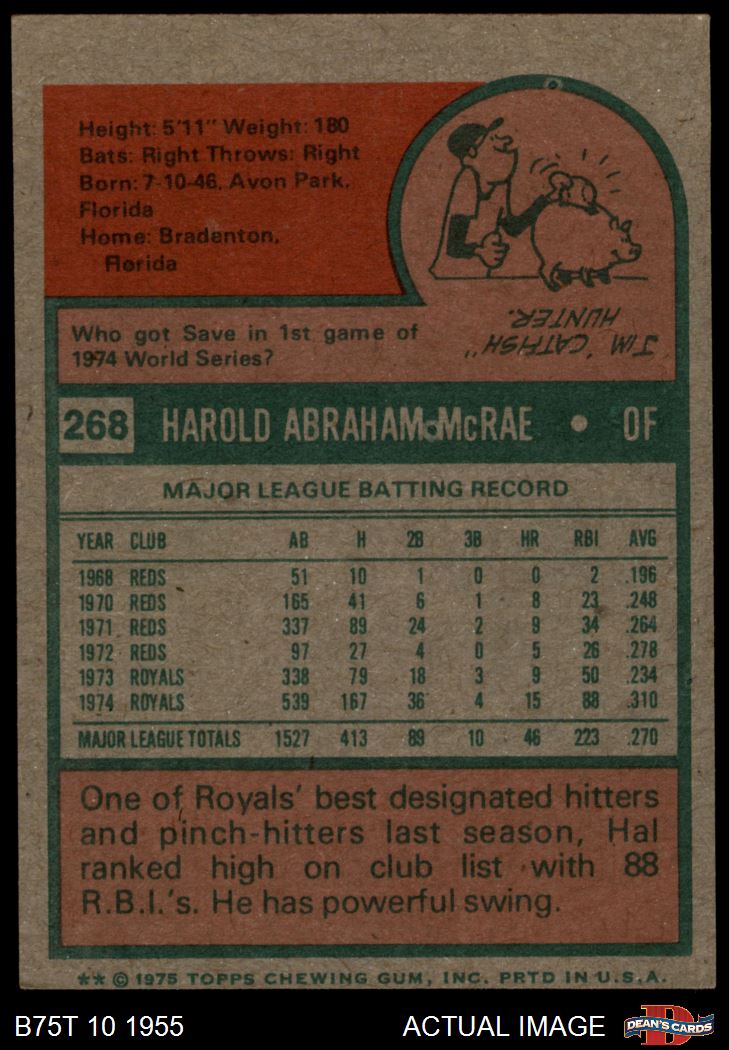 Height: 5'11" Weight: 180
Bats: Right Throws: Right
Born: 7-10-46, Avon Park,
Florida
Home: Bradenton,
Florida
Who got Save in 1st game of
1974 World Series?
JIM "CATFISH"
HUNTER.
268 HAROLD ABRAHAM McRAE • OF
MAJOR LEAGUE BATTING RECORD
YEAR CLUB AB H 2B 3B HR RBI AVG
1968 REDS 51 10 1 0 0 2 .196
1970 REDS 165 41 6 1 8 23 .248
1971 REDS 337 89 24 2 9 34 .264
1972 REDS 97 27 4 0 5 26 .278
1973 ROYALS 338 79 18 3 9 50 .234
1974 ROYALS 539 167 36 4 15 88 .310
MAJOR LEAGUE TOTALS 1527 413 89 10 46 223 .270
One of Royals' best designated hitters
and pinch-hitters last season, Hal
ranked high on club list with 88
R.B.I.'s. He has powerful swing.
** © 1975 TOPPS CHEWING GUM, INC. PRTD IN U.S.A.
B75T 10 1955 ACTUAL IMAGE
DEAN'S CARDS